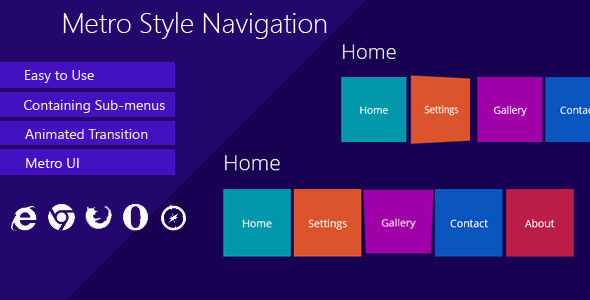 Metro Style Navigation
Easy to Use
Containing Sub-menus
Animated Transition
Metro UI
Home
Home Settings Gallery Conta
Home
Home Settings Gallery Contact About